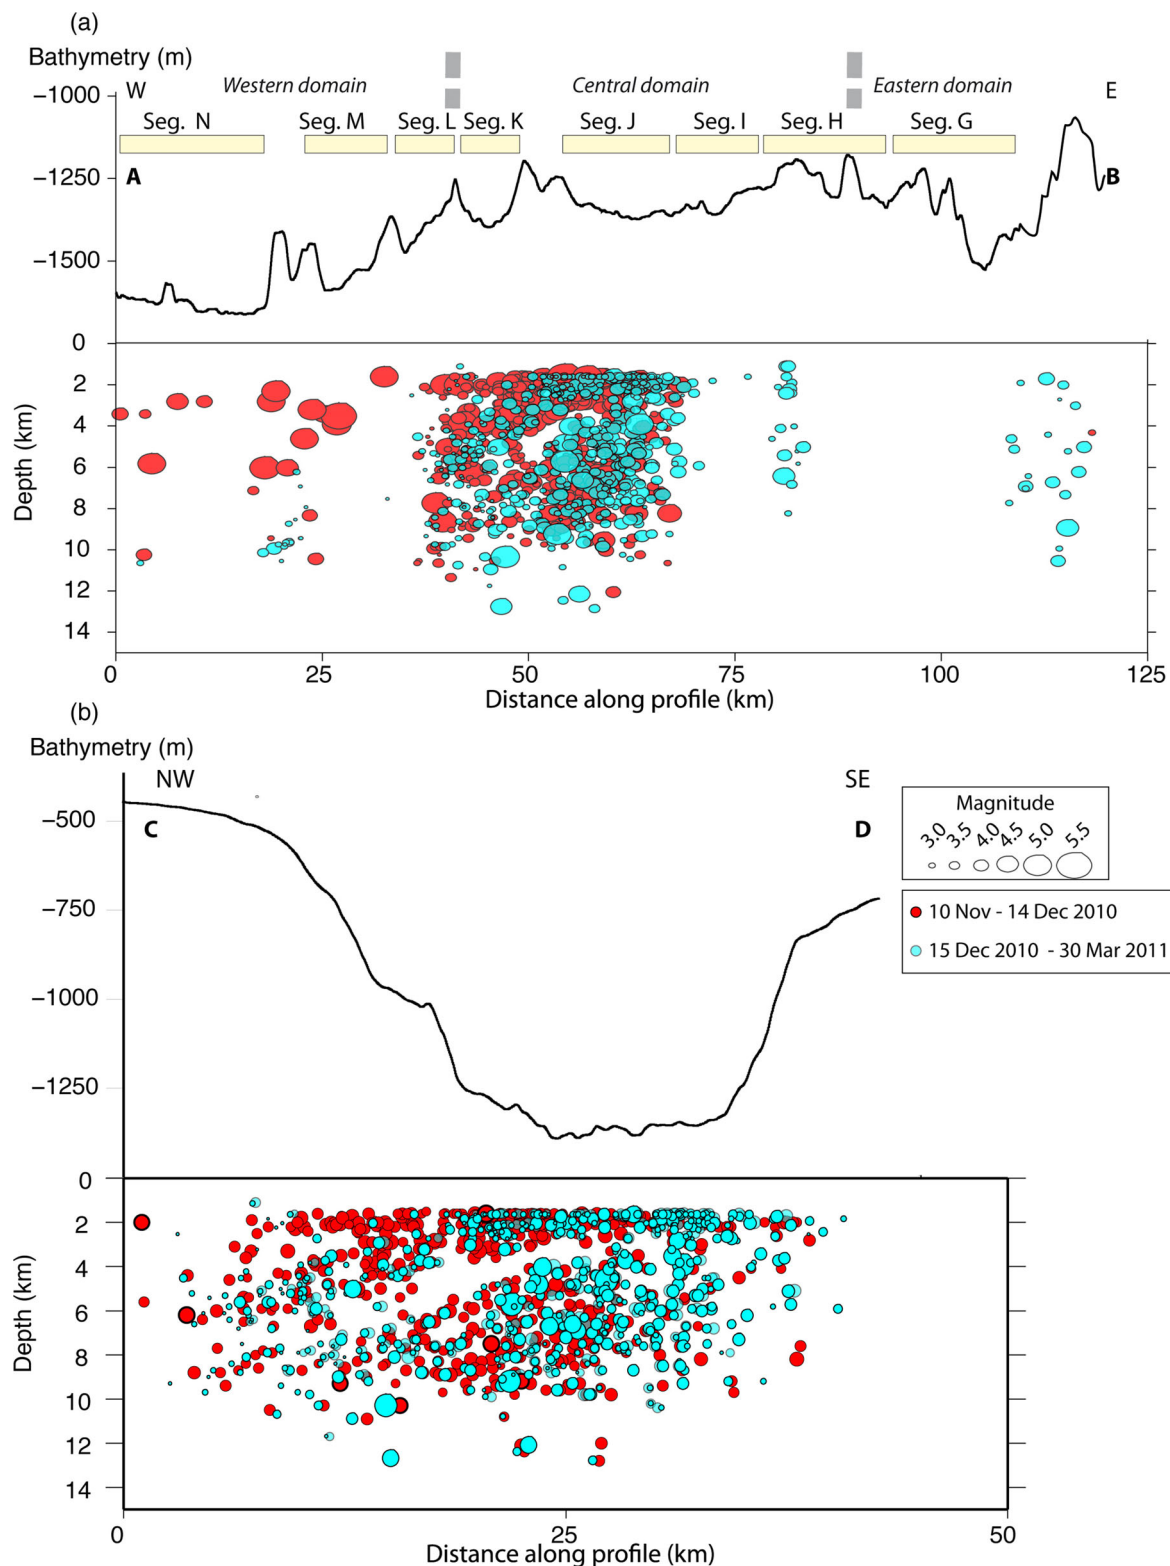 (a)
Bathymetry (m)
W Western domain Central domain Eastern domain E
−1000
Seg. N Seg. M Seg. L Seg. K Seg. J Seg. I Seg. H Seg. G
A B
−1250
−1500
0
2
4
6
8
10
12
14
Depth (km)
0 25 50 75 100 125
Distance along profile (km)
(b)
Bathymetry (m)
NW SE
C D
−500
−750
−1000
−1250
Magnitude
3.0 3.5 4.0 4.5 5.0 5.5
10 Nov - 14 Dec 2010
15 Dec 2010 - 30 Mar 2011
0
2
4
6
8
10
12
14
Depth (km)
0 25 50
Distance along profile (km)